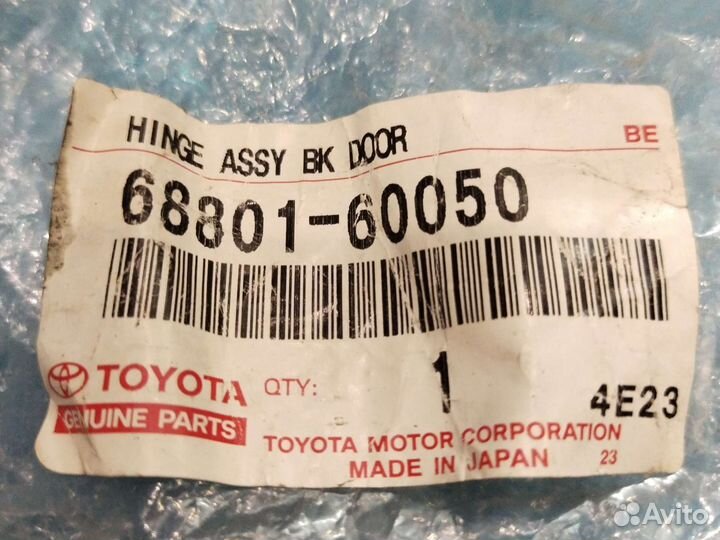 HINGE ASSY BK DOOR BE
68801-60050
TOYOTA QTY: 1 4E23
GENUINE PARTS
TOYOTA MOTOR CORPORATION
MADE IN JAPAN 23
Avito